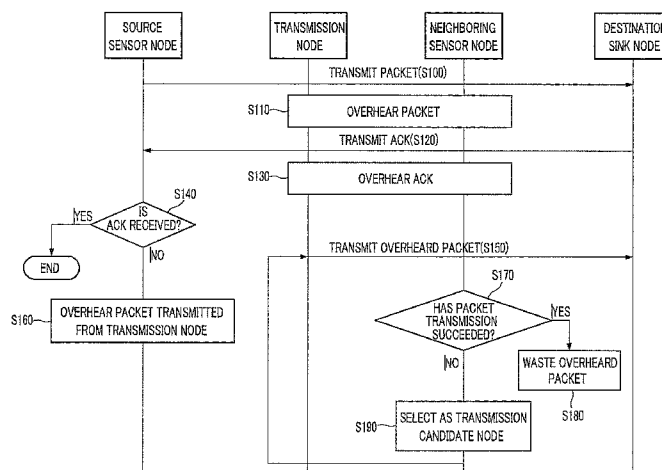 SOURCE
SENSOR NODE
TRANSMISSION
NODE
NEIGHBORING
SENSOR NODE
DESTINATION
SINK NODE
TRANSMIT PACKET(S100)
S110
OVERHEAR PACKET
TRANSMIT ACK(S120)
S130
OVERHEAR ACK
S140
IS
ACK RECEIVED?
YES
NO
END
TRANSMIT OVERHEARD PACKET(S150)
S160
OVERHEAR PACKET TRANSMITTED
FROM TRANSMISSION NODE
S170
HAS PACKET
TRANSMISSION
SUCCEEDED?
YES
NO
WASTE OVERHEARD
PACKET
S180
S190
SELECT AS TRANSMISSION
CANDIDATE NODE